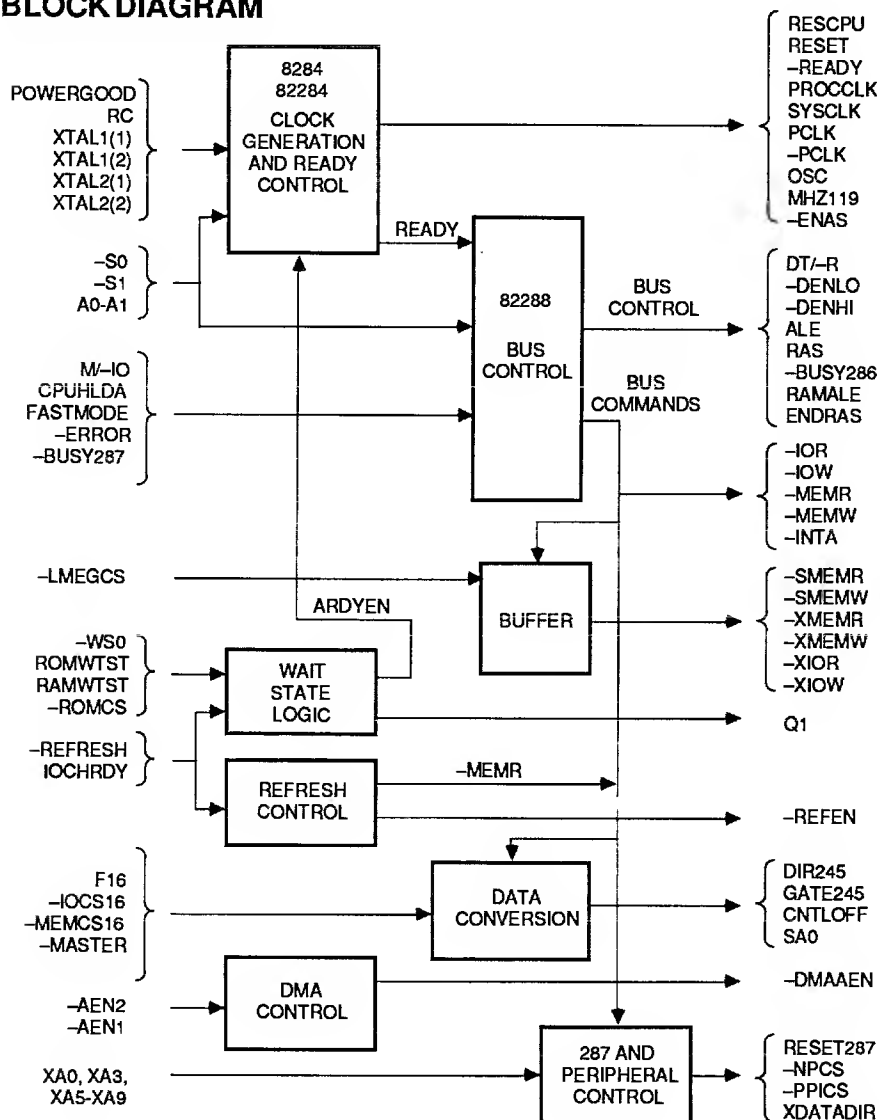 BLOCK DIAGRAM
POWERGOOD
RC
XTAL1(1)
XTAL1(2)
XTAL2(1)
XTAL2(2)
8284
82284
CLOCK
GENERATION
AND READY
CONTROL
RESCPU
RESET
–READY
PROCCLK
SYSCLK
PCLK
–PCLK
OSC
MHZ119
–ENAS
–S0
–S1
A0-A1
READY
M/–IO
CPUHLDA
FASTMODE
–ERROR
–BUSY287
82288
BUS
CONTROL
BUS
CONTROL
BUS
COMMANDS
DT/–R
–DENLO
–DENHI
ALE
RAS
–BUSY286
RAMALE
ENDRAS
–IOR
–IOW
–MEMR
–MEMW
–INTA
–LMEGCS
ARDYEN
BUFFER
–SMEMR
–SMEMW
–XMEMR
–XMEMW
–XIOR
–XIOW
–WS0
ROMWTST
RAMWTST
–ROMCS
WAIT
STATE
LOGIC
Q1
–REFRESH
IOCHRDY
REFRESH
CONTROL
–MEMR
–REFEN
F16
–IOCS16
–MEMCS16
–MASTER
DATA
CONVERSION
DIR245
GATE245
CNTLOFF
SA0
–AEN2
–AEN1
DMA
CONTROL
–DMAAEN
XA0, XA3,
XA5-XA9
287 AND
PERIPHERAL
CONTROL
RESET287
–NPCS
–PPICS
XDATADIR